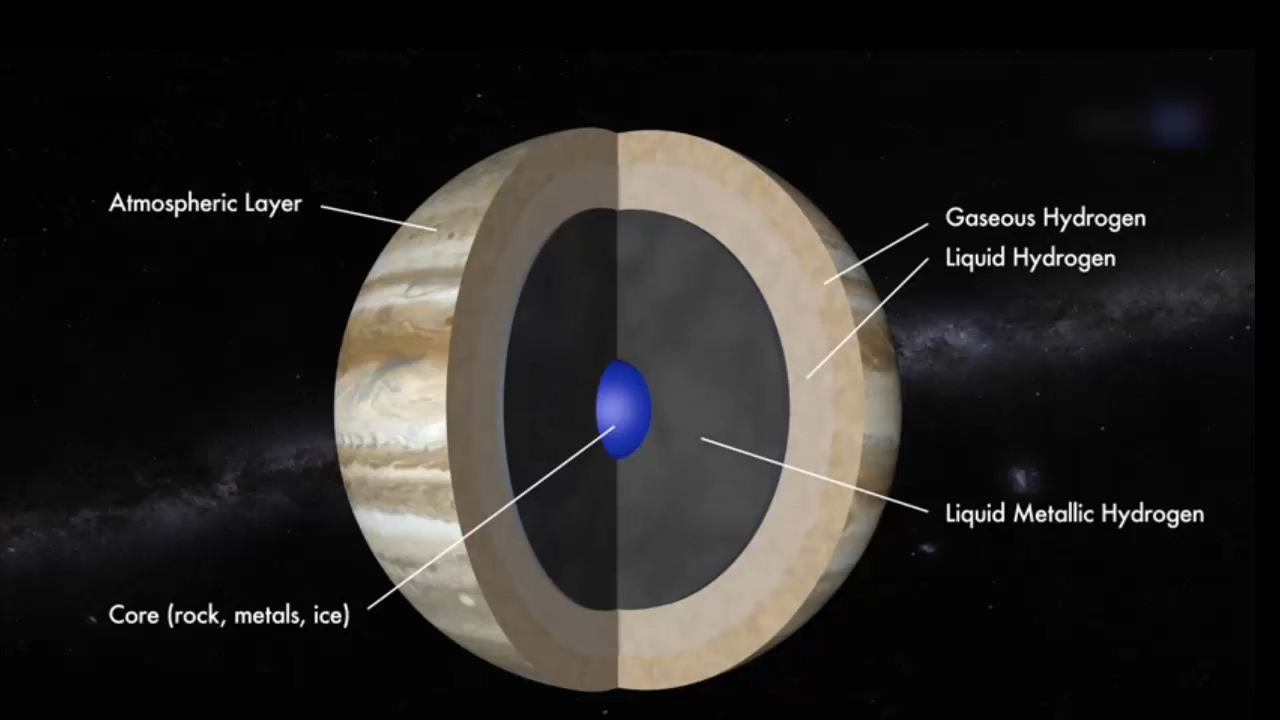 Atmospheric Layer
Gaseous Hydrogen
Liquid Hydrogen
Liquid Metallic Hydrogen
Core (rock, metals, ice)